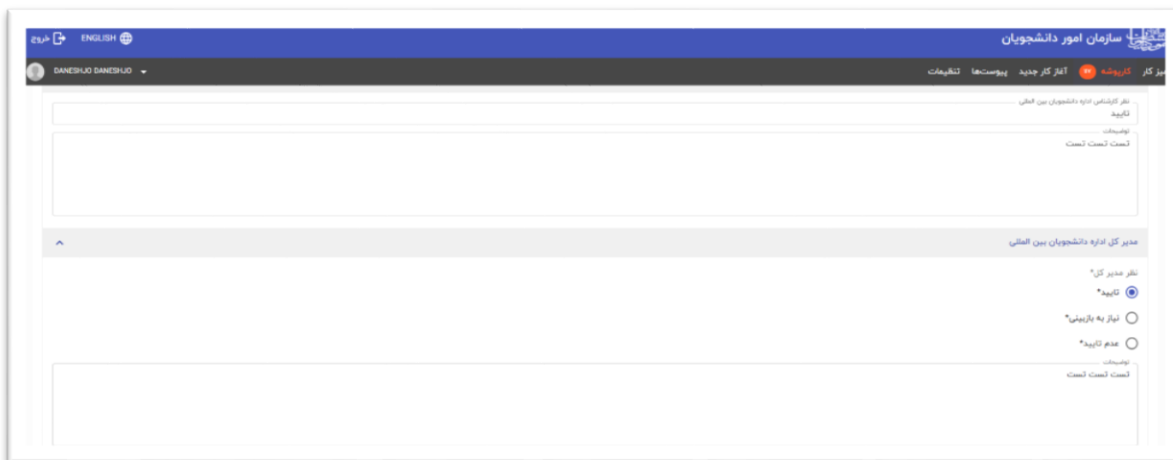 سازمان امور دانشجویان
ENGLISH
خروج
میز کار
کارپوشه
آغاز کار جدید
پیوست‌ها
تنظیمات
DANESHJO DANESHJO
نظر کارشناس اداره دانشجویان بین المللی
تایید
توضیحات
تست تست تست
مدیر کل اداره دانشجویان بین المللی
نظر مدیر کل*
تایید*
نیاز به بازبینی*
عدم تایید*
توضیحات
تست تست تست